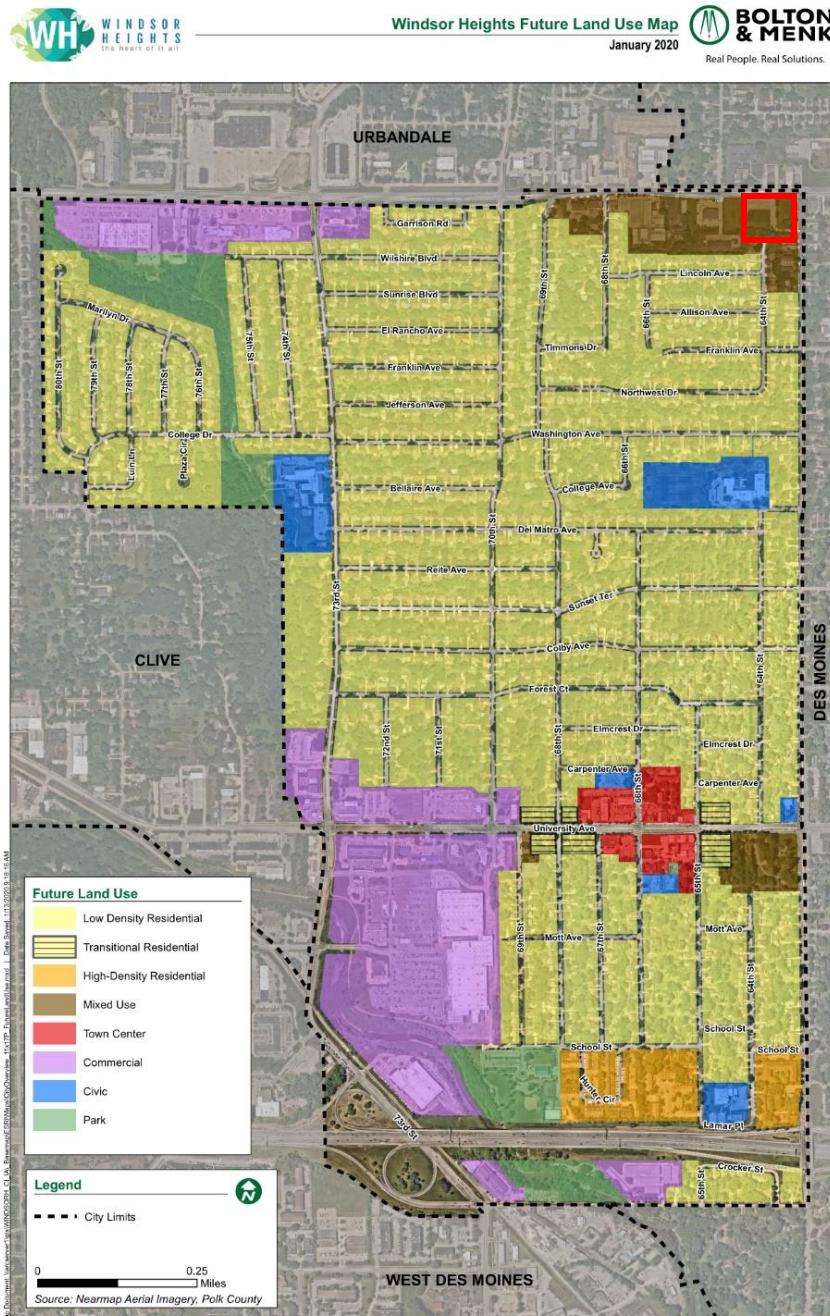 WH
WINDSOR
HEIGHTS
the heart of it all
Windsor Heights Future Land Use Map
January 2020
BOLTON
& MENK
Real People. Real Solutions.
URBANDALE
Garrison Rd
Wilshire Blvd
69th St
68th St
Lincoln Ave
Sunrise Blvd
66th St
Allison Ave
64th St
Marilyn Dr
75th St
74th St
El Rancho Ave
Timmons Dr
Franklin Ave
80th St
79th St
78th St
77th St
76th St
Franklin Ave
Northwest Dr
Jefferson Ave
College Dr
Washington Ave
Luin Ln
Plaza Cir
66th St
Bellaire Ave
College Ave
70th St
Del Matro Ave
73rd St
Reite Ave
Sunset Ter
CLIVE
Colby Ave
64th St
DES MOINES
Forest Ct
72nd St
71st St
68th St
Elmcrest Dr
Elmcrest Dr
Carpenter Ave
66th St
Carpenter Ave
University Ave
65th St
69th St
67th St
Mott Ave
Mott Ave
64th St
School St
School St
School St
Hunter Cir
Lamar Pl
73rd St
65th St
Crocker St
WEST DES MOINES
Future Land Use
Low Density Residential
Transitional Residential
High-Density Residential
Mixed Use
Town Center
Commercial
Civic
Park
Legend
N
City Limits
0
0.25
Miles
Source: Nearmap Aerial Imagery, Polk County